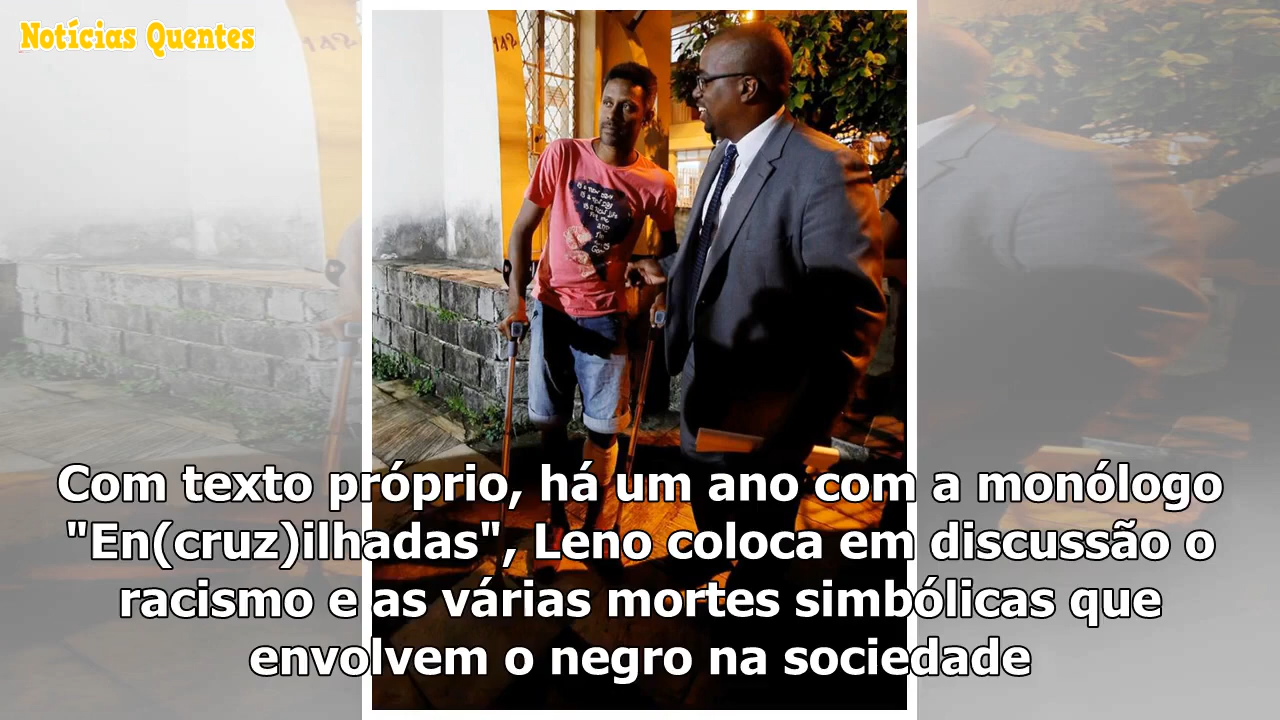 Notícias Quentes
Com texto próprio, há um ano com a monólogo
"En(cruz)ilhadas", Leno coloca em discussão o
racismo e as várias mortes simbólicas que
envolvem o negro na sociedade